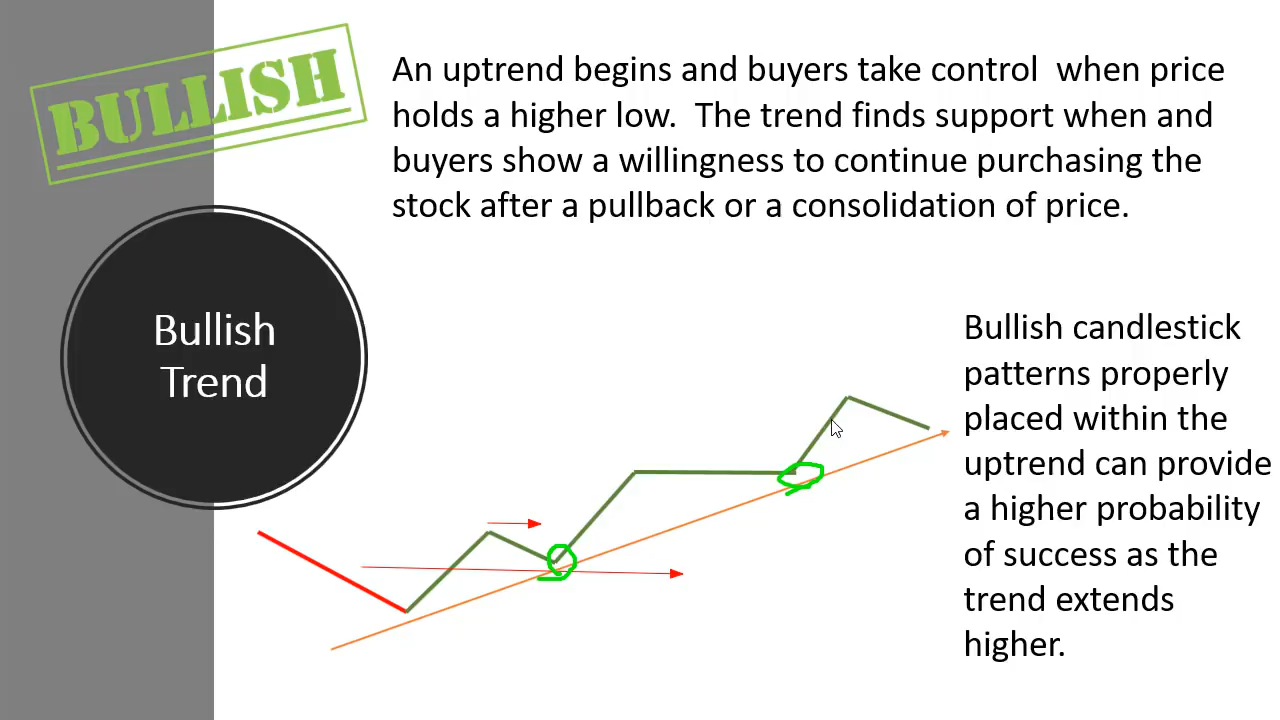 BULLISH
An uptrend begins and buyers take control  when price
holds a higher low.  The trend finds support when and
buyers show a willingness to continue purchasing the
stock after a pullback or a consolidation of price.
Bullish
Trend
Bullish candlestick
patterns properly
placed within the
uptrend can provide
a higher probability
of success as the
trend extends
higher.